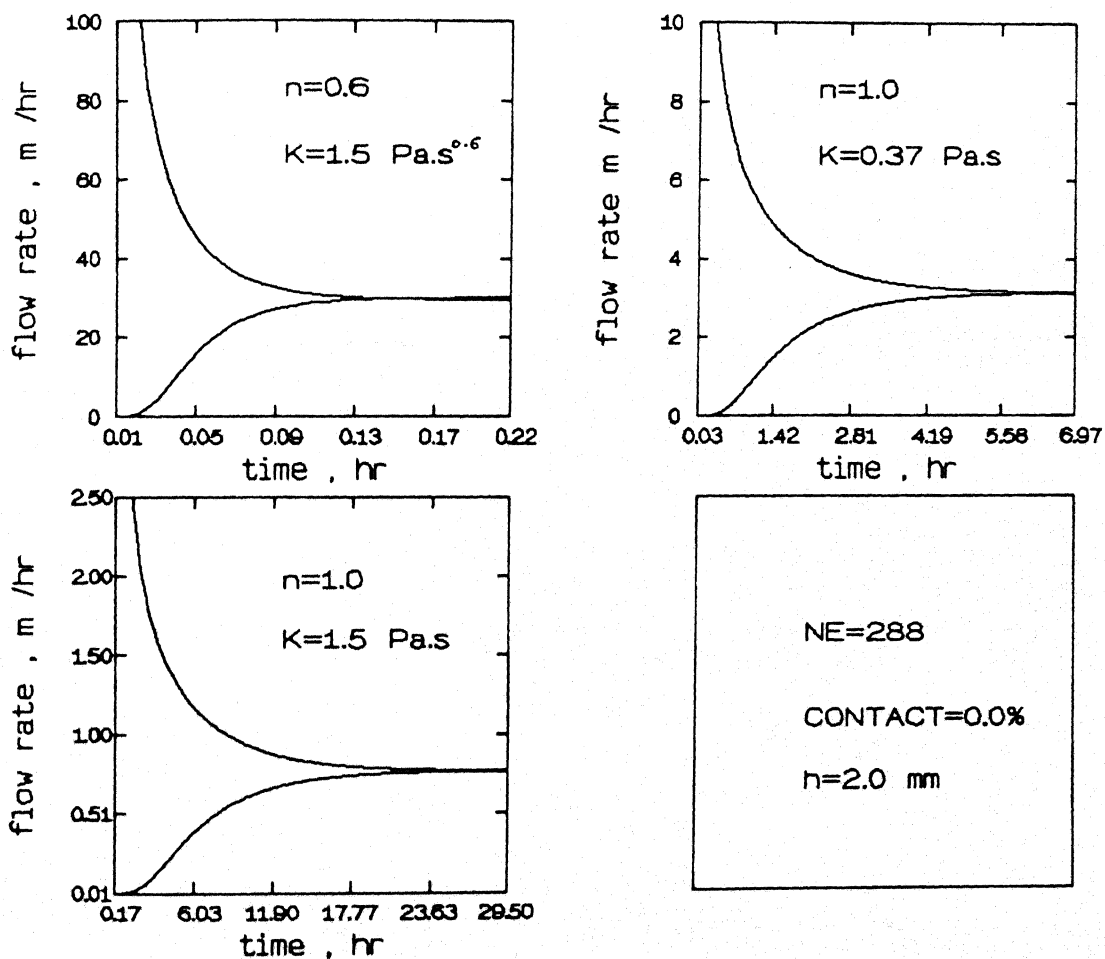 100
80
60
40
20
0
flow rate , m /hr
n=0.6
K=1.5 Pa.s^0.6
0.01 0.05 0.09 0.13 0.17 0.22
time , hr
10
8
6
4
2
0
flow rate m /hr
n=1.0
K=0.37 Pa.s
0.03 1.42 2.81 4.19 5.58 6.97
time , hr
2.50
2.00
1.50
1.00
0.51
0.01
flow rate , m /hr
n=1.0
K=1.5 Pa.s
0.17 6.03 11.90 17.77 23.63 29.50
time , hr
NE=288
CONTACT=0.0%
h=2.0 mm